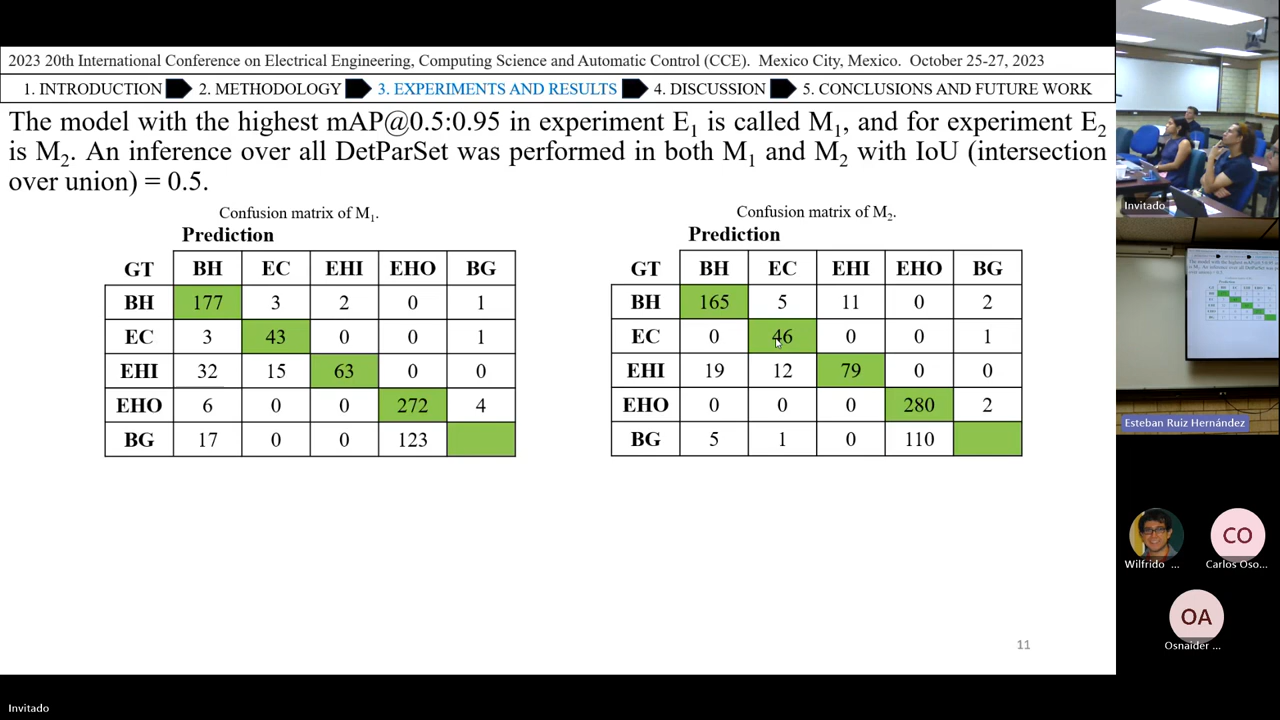 2023 20th International Conference on Electrical Engineering, Computing Science and Automatic Control (CCE). Mexico City, Mexico. October 25-27, 2023
1. INTRODUCTION 2. METHODOLOGY 3. EXPERIMENTS AND RESULTS 4. DISCUSSION 5. CONCLUSIONS AND FUTURE WORK
The model with the highest mAP@0.5:0.95 in experiment E1 is called M1, and for experiment E2
is M2. An inference over all DetParSet was performed in both M1 and M2 with IoU (intersection
over union) = 0.5.
Confusion matrix of M1.
Prediction
GT BH EC EHI EHO BG
BH 177 3 2 0 1
EC 3 43 0 0 1
EHI 32 15 63 0 0
EHO 6 0 0 272 4
BG 17 0 0 123
Confusion matrix of M2.
Prediction
GT BH EC EHI EHO BG
BH 165 5 11 0 2
EC 0 46 0 0 1
EHI 19 12 79 0 0
EHO 0 0 0 280 2
BG 5 1 0 110
11
Invitado
Invitado
Esteban Ruiz Hernández
Wilfrido ...
CO
Carlos Oso...
OA
Osnaider ...